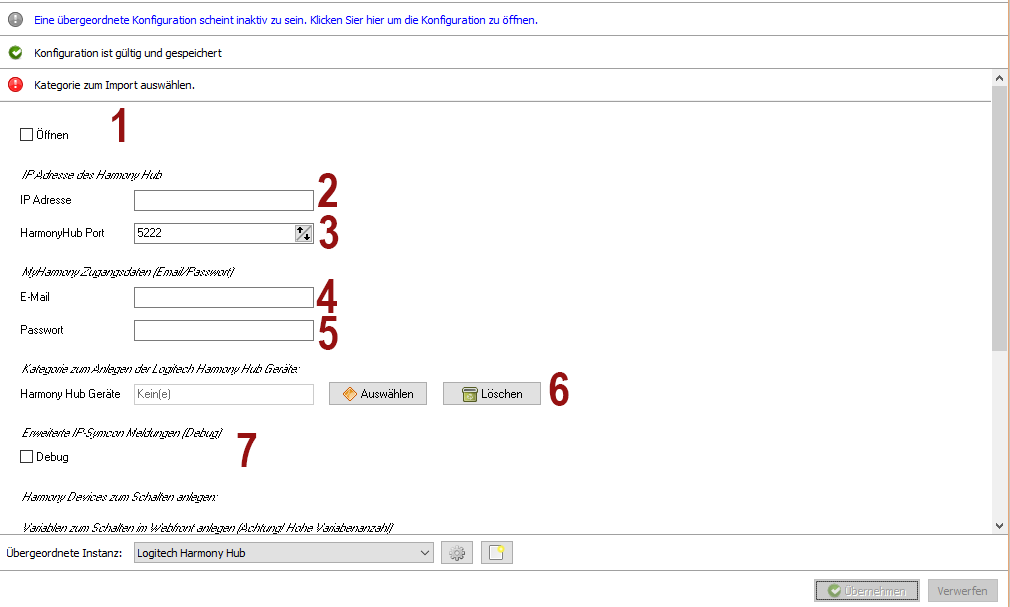 Eine übergeordnete Konfiguration scheint inaktiv zu sein. Klicken Sier hier um die Konfiguration zu öffnen.
Konfiguration ist gültig und gespeichert
Kategorie zum Import auswählen.
1
Öffnen
IP Adresse des Harmony Hub
IP Adresse 2
HarmonyHub Port 5222 3
MyHarmony Zugangsdaten (Email/Passwort)
E-Mail 4
Passwort 5
Kategorie zum Anlegen der Logitech Harmony Hub Geräte:
Harmony Hub Geräte Kein(e) Auswählen Löschen 6
Erweiterte IP-Symcon Meldungen (Debug) 7
Debug
Harmony Devices zum Schalten anlegen:
Variablen zum Schalten im Webfront anlegen (Achtung! Hohe Variabenanzahl)
Übergeordnete Instanz: Logitech Harmony Hub
Übernehmen Verwerfen